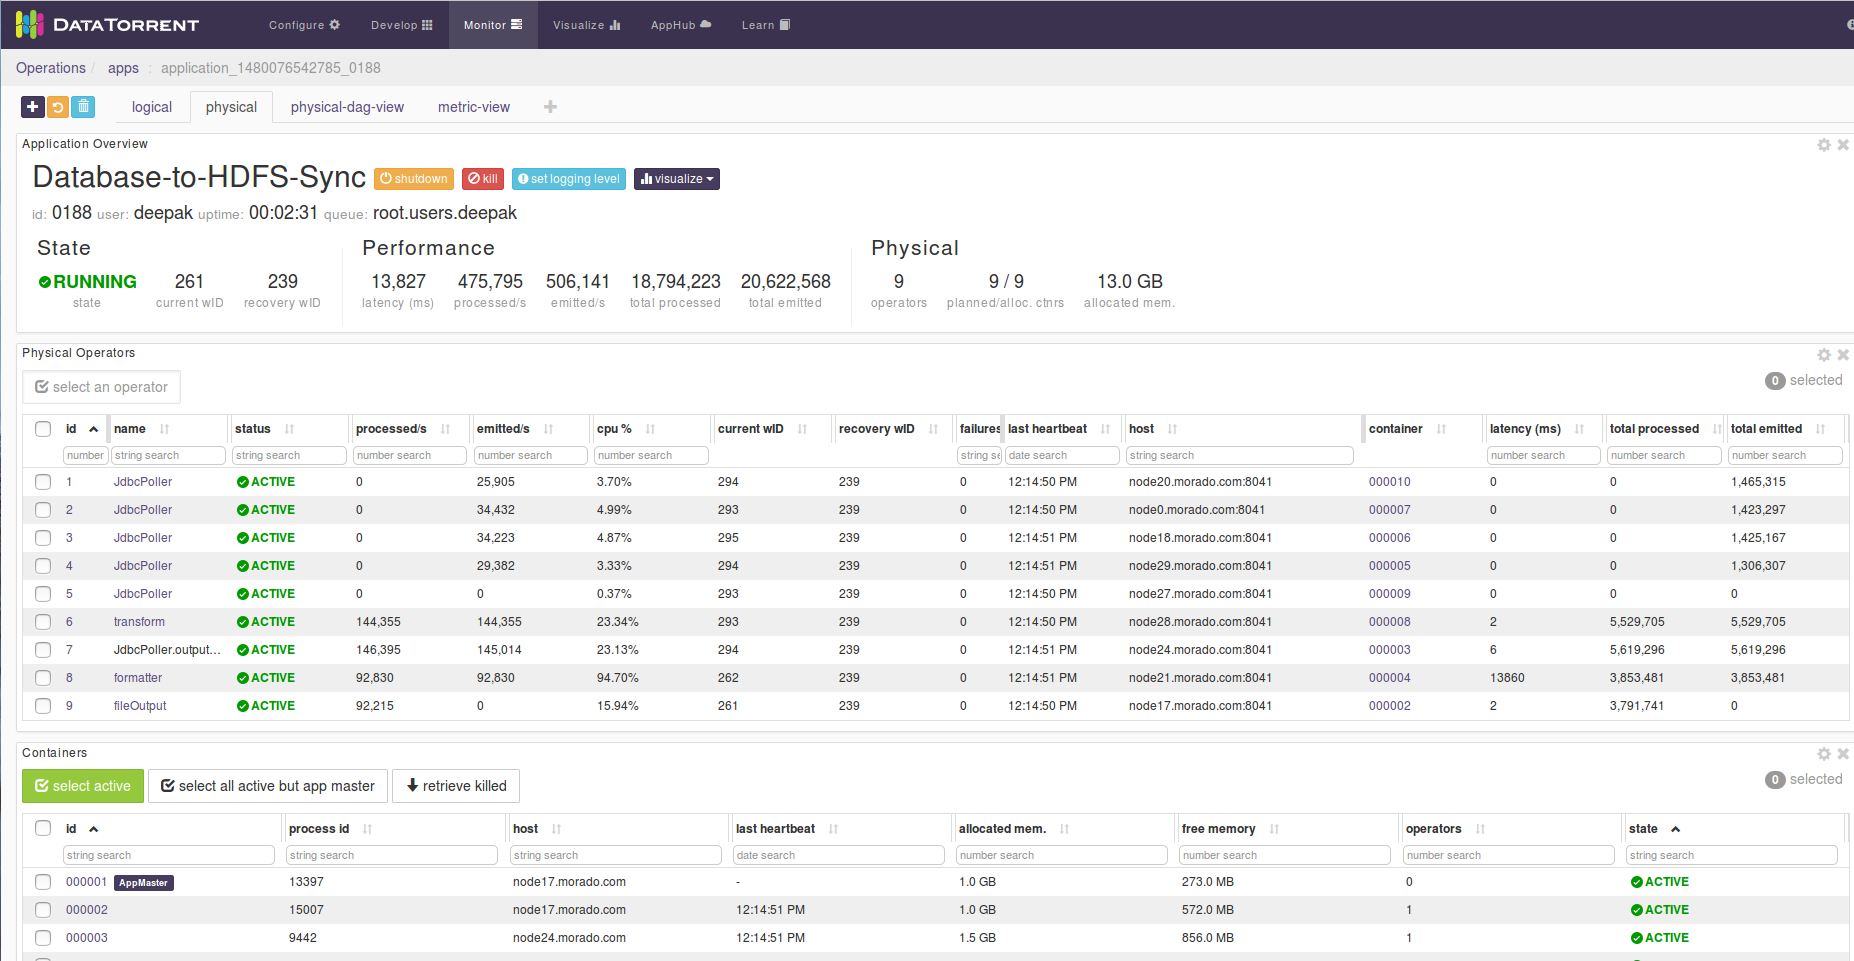 DATATORRENT Configure Develop Monitor Visualize AppHub Learn
Operations / apps : application_1480076542785_0188
logical physical physical-dag-view metric-view
Application Overview
Database-to-HDFS-Sync shutdown kill set logging level visualize
id: 0188 user: deepak uptime: 00:02:31 queue: root.users.deepak
State Performance Physical
RUNNING 261 239 13,827 475,795 506,141 18,794,223 20,622,568 9 9 / 9 13.0 GB
state current wID recovery wID latency (ms) processed/s emitted/s total processed total emitted operators planned/alloc. ctnrs allocated mem.
Physical Operators
select an operator 0 selected
id name status processed/s emitted/s cpu % current wID recovery wID failures last heartbeat host container latency (ms) total processed total emitted
number string search string search number search number search number search string se date search string search number search number search number search
1 JdbcPoller ACTIVE 0 25,905 3.70% 294 239 0 12:14:50 PM node20.morado.com:8041 000010 0 0 1,465,315
2 JdbcPoller ACTIVE 0 34,432 4.99% 293 239 0 12:14:50 PM node0.morado.com:8041 000007 0 0 1,423,297
3 JdbcPoller ACTIVE 0 34,223 4.87% 295 239 0 12:14:51 PM node18.morado.com:8041 000006 0 0 1,425,167
4 JdbcPoller ACTIVE 0 29,382 3.33% 294 239 0 12:14:51 PM node29.morado.com:8041 000005 0 0 1,306,307
5 JdbcPoller ACTIVE 0 0 0.37% 293 239 0 12:14:50 PM node27.morado.com:8041 000009 0 0 0
6 transform ACTIVE 144,355 144,355 23.34% 293 239 0 12:14:50 PM node28.morado.com:8041 000008 2 5,529,705 5,529,705
7 JdbcPoller.output... ACTIVE 146,395 145,014 23.13% 294 239 0 12:14:51 PM node24.morado.com:8041 000003 6 5,619,296 5,619,296
8 formatter ACTIVE 92,830 92,830 94.70% 262 239 0 12:14:51 PM node21.morado.com:8041 000004 13860 3,853,481 3,853,481
9 fileOutput ACTIVE 92,215 0 15.94% 261 239 0 12:14:50 PM node17.morado.com:8041 000002 2 3,791,741 0
Containers
select active select all active but app master retrieve killed 0 selected
id process id host last heartbeat allocated mem. free memory operators state
string search string search string search date search number search number search number search string search
000001 AppMaster 13397 node17.morado.com - 1.0 GB 273.0 MB 0 ACTIVE
000002 15007 node17.morado.com 12:14:51 PM 1.0 GB 572.0 MB 1 ACTIVE
000003 9442 node24.morado.com 12:14:51 PM 1.5 GB 856.0 MB 1 ACTIVE